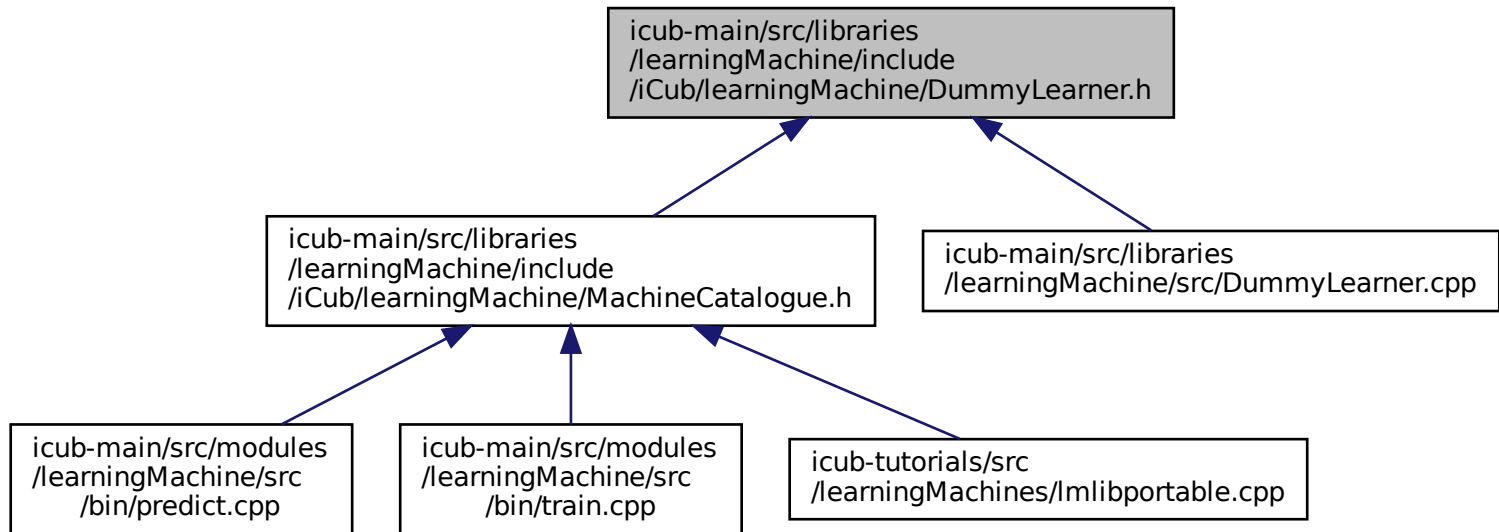 icub-main/src/libraries
/learningMachine/include
/iCub/learningMachine/DummyLearner.h
icub-main/src/libraries
/learningMachine/include
/iCub/learningMachine/MachineCatalogue.h
icub-main/src/libraries
/learningMachine/src/DummyLearner.cpp
icub-main/src/modules
/learningMachine/src
/bin/predict.cpp
icub-main/src/modules
/learningMachine/src
/bin/train.cpp
icub-tutorials/src
/learningMachines/lmlibportable.cpp